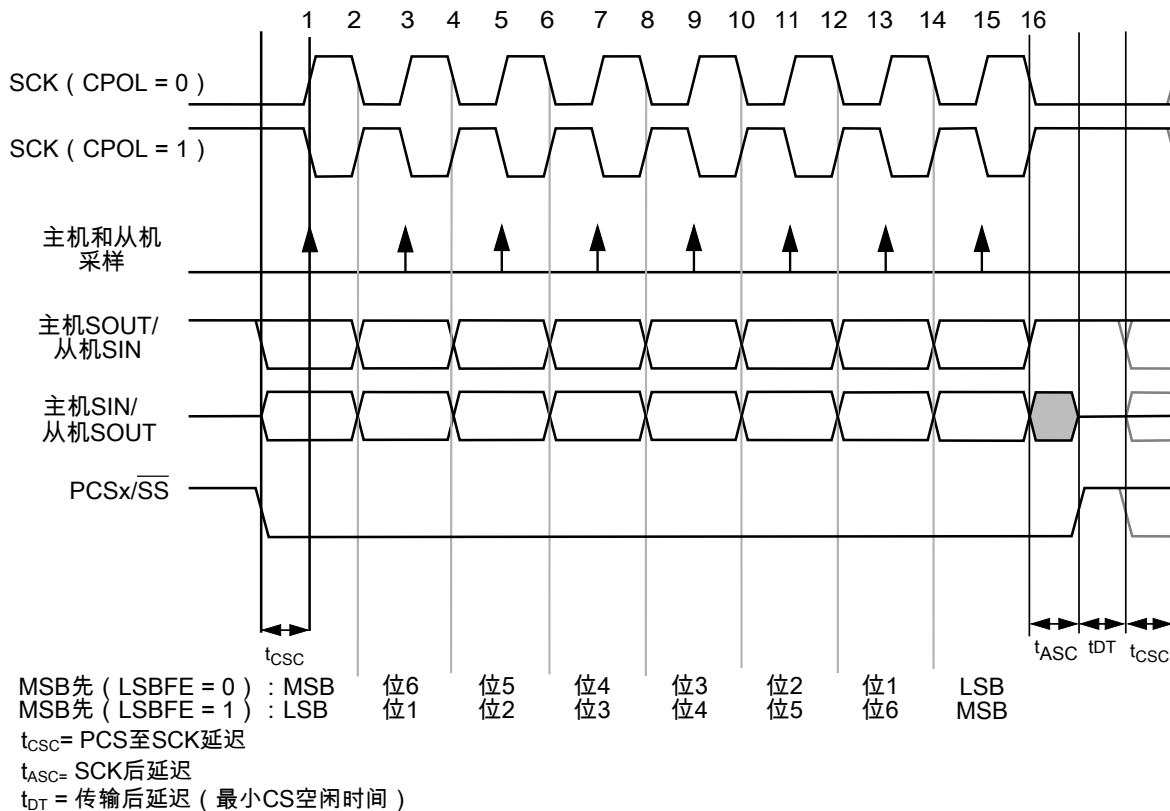 1 2 3 4 5 6 7 8 9 10 11 12 13 14 15 16
SCK ( CPOL = 0 )
SCK ( CPOL = 1 )
主机和从机
采样
主机SOUT/
从机SIN
主机SIN/
从机SOUT
PCSx/SS
tCSC tASC tDT tCSC
MSB先 ( LSBFE = 0 ) : MSB 位6 位5 位4 位3 位2 位1 LSB
MSB先 ( LSBFE = 1 ) : LSB 位1 位2 位3 位4 位5 位6 MSB
tCSC= PCS至SCK延迟
tASC= SCK后延迟
tDT = 传输后延迟 ( 最小CS空闲时间 )